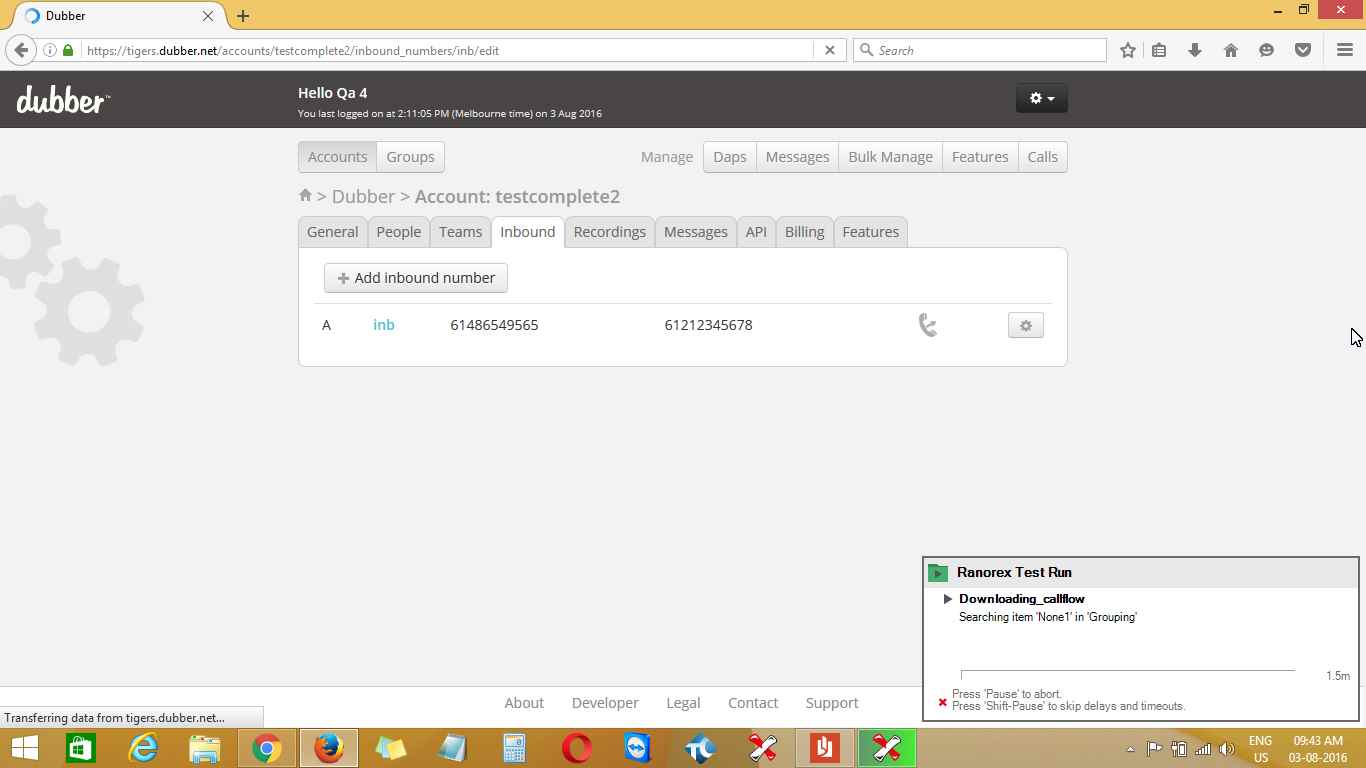 Dubber
https://tigers.dubber.net/accounts/testcomplete2/inbound_numbers/inb/edit
Search
dubber™
Hello Qa 4
You last logged on at 2:11:05 PM (Melbourne time) on 3 Aug 2016
Accounts Groups Manage Daps Messages Bulk Manage Features Calls
> Dubber > Account: testcomplete2
General People Teams Inbound Recordings Messages API Billing Features
+ Add inbound number
A inb 61486549565 61212345678
Ranorex Test Run
Downloading_callflow
Searching item 'None1' in 'Grouping'
1.5m
Press 'Pause' to abort.
Press 'Shift-Pause' to skip delays and timeouts.
About Developer Legal Contact Support
Transferring data from tigers.dubber.net...
ENG 09:43 AM
US 03-08-2016